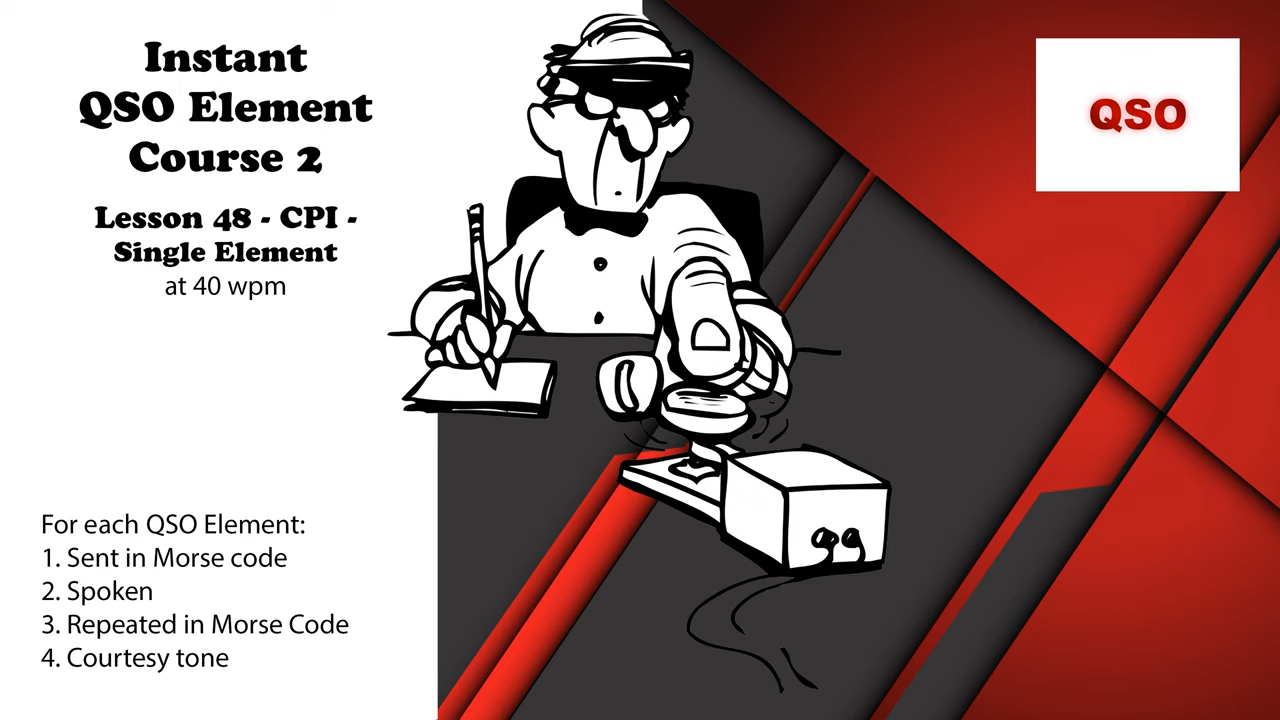 Instant
QSO Element
Course 2
Lesson 48 - CPI -
Single Element
at 40 wpm
QSO
For each QSO Element:
1. Sent in Morse code
2. Spoken
3. Repeated in Morse Code
4. Courtesy tone